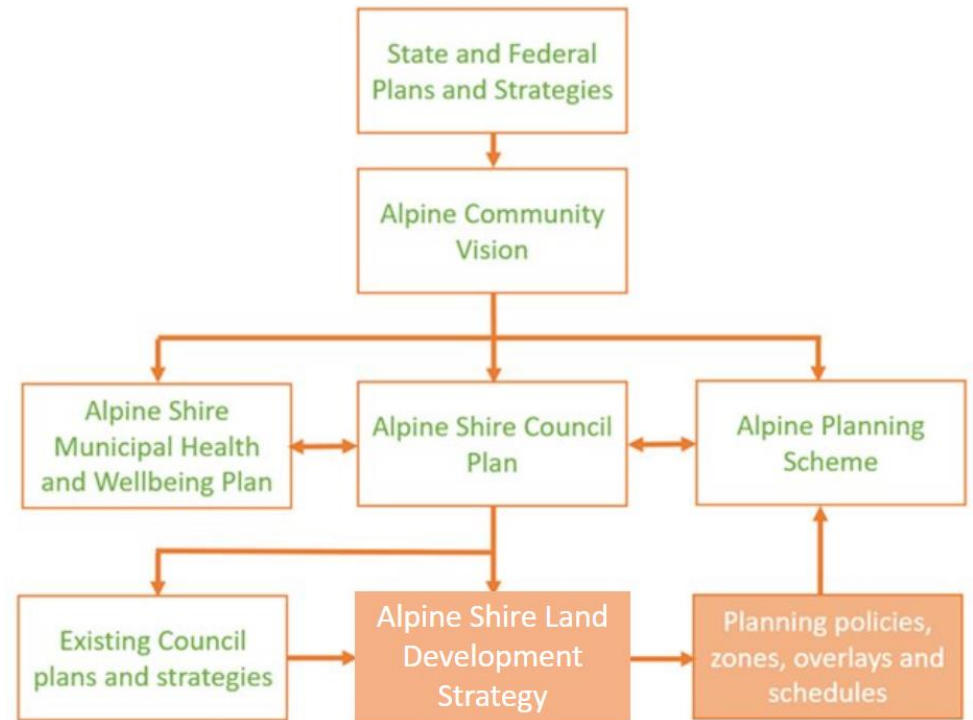 State and Federal
Plans and Strategies
Alpine Community
Vision
Alpine Shire
Municipal Health
and Wellbeing Plan
Alpine Shire Council
Plan
Alpine Planning
Scheme
Existing Council
plans and strategies
Alpine Shire Land
Development
Strategy
Planning policies,
zones, overlays and
schedules